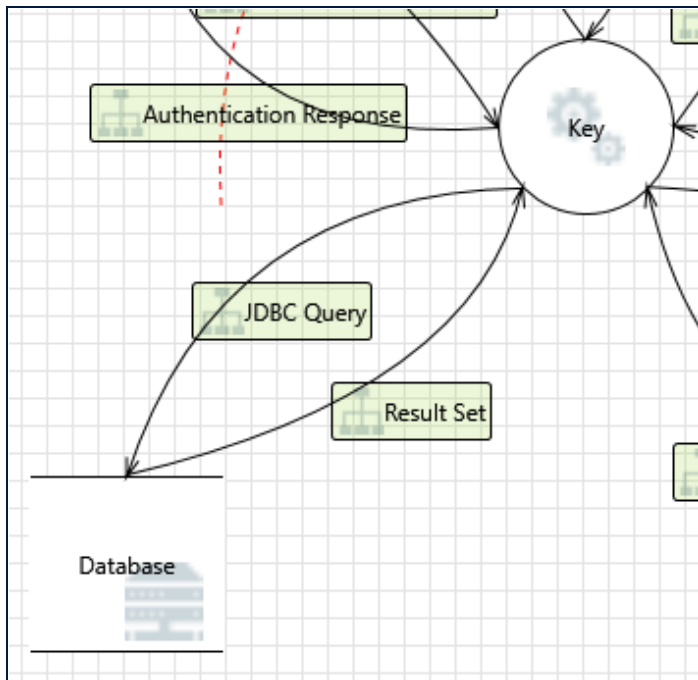 Authentication Response
Key
JDBC Query
Result Set
Database